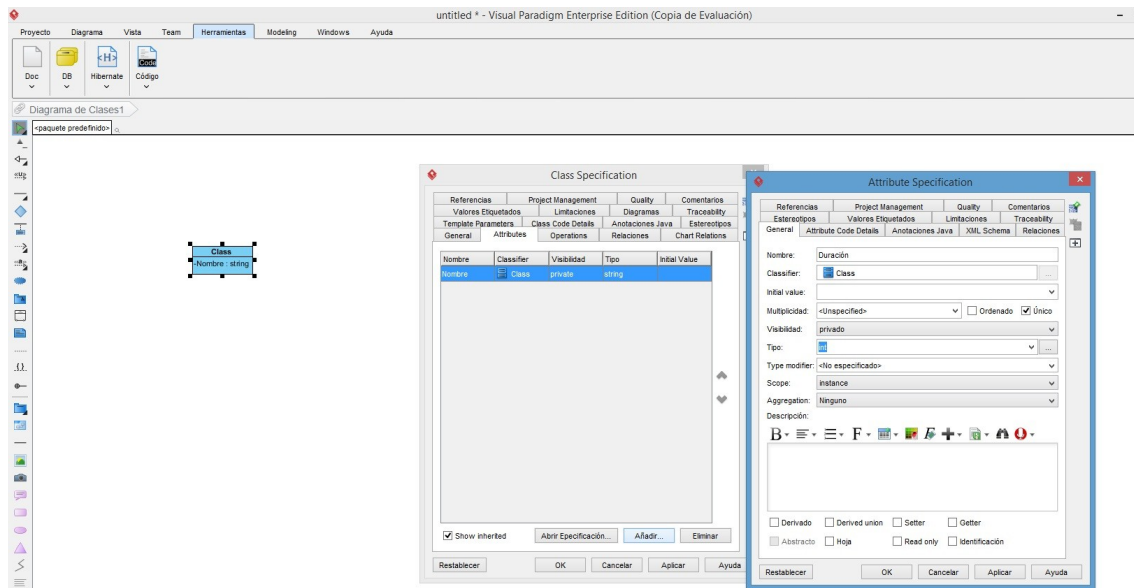 untitled * - Visual Paradigm Enterprise Edition (Copia de Evaluación)
Proyecto Diagrama Vista Team Herramientas Modeling Windows Ayuda
<H>
Code
Doc DB Hibernate Código
Diagrama de Clases1
<paquete predefinido>
Class
-Nombre : string
Class Specification
Referencias Project Management Quality Comentarios
Valores Etiquetados Limitaciones Diagramas Traceability
Template Parameters Class Code Details Anotaciones Java Estereotipos
General Attributes Operations Relaciones Chart Relations
Nombre Classifier Visibilidad Tipo Initial Value
Nombre Class private string
Show inherited Abrir Epecificación... Añadir... Eliminar
Restablecer OK Cancelar Aplicar Ayuda
Attribute Specification
Referencias Project Management Quality Comentarios
Estereotipos Valores Etiquetados Limitaciones Traceability
General Attribute Code Details Anotaciones Java XML Schema Relaciones
Nombre: Duración
Classifier: Class ...
Initial value:
Multiplicidad: <Unspecified> Ordenado Único
Visibilidad: privado
Tipo: int ...
Type modifier: <No especificado>
Scope: instance
Aggregation: Ninguno
Descripción:
Derivado Derived union Setter Getter
Abstracto Hoja Read only Identificación
Restablecer OK Cancelar Aplicar Ayuda